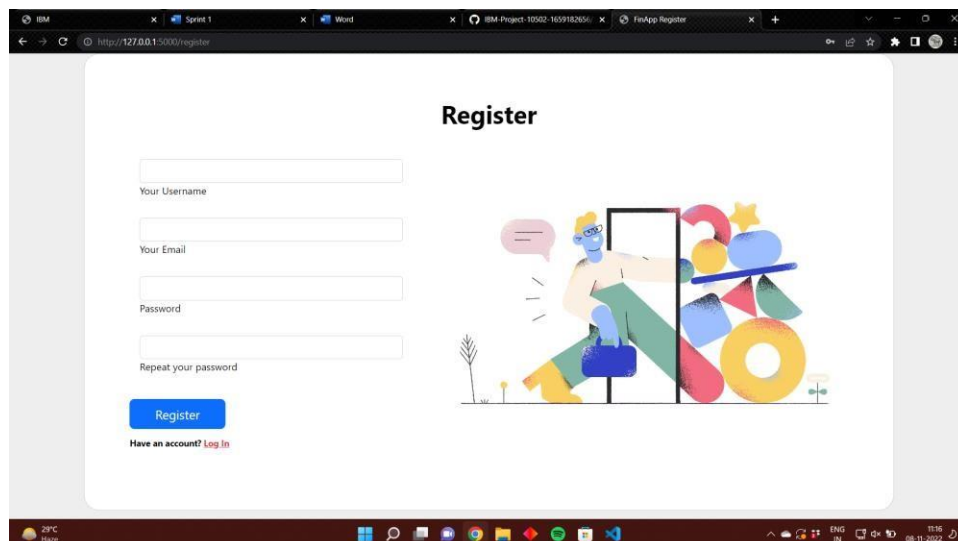 IBM
Sprint 1
Word
IBM-Project-10502-1659182656
FinApp Register
http://127.0.0.1:5000/register
Register
Your Username
Your Email
Password
Repeat your password
Register
Have an account? Log In
29°C
Haze
ENG
IN
11:16
08-11-2022